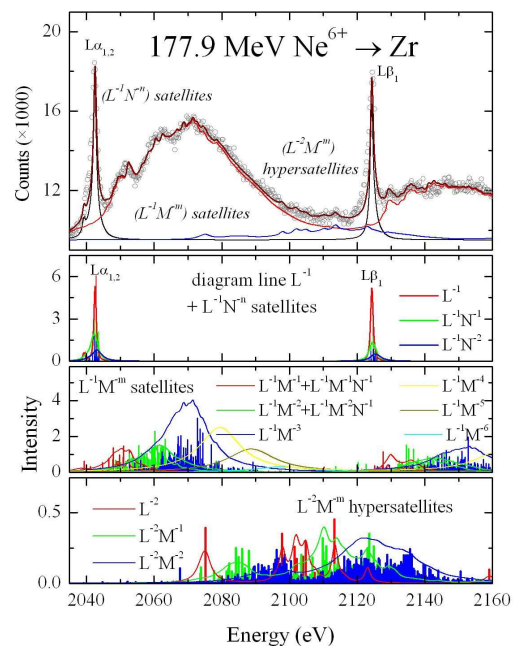 177.9 MeV Ne⁶⁺ → Zr
Lα₁,₂
Lβ₁
(L⁻¹N⁻ⁿ) satellites
(L⁻²M⁻ᵐ)
hypersatellites
(L⁻¹M⁻ᵐ) satellites
Counts (×1000)
20
16
12
Lα₁,₂
diagram line L⁻¹
+ L⁻¹N⁻ⁿ satellites
Lβ₁
L⁻¹
L⁻¹N⁻¹
L⁻¹N⁻²
6
3
0
L⁻¹M⁻ᵐ satellites
L⁻¹M⁻¹+L⁻¹M⁻¹N⁻¹
L⁻¹M⁻²+L⁻¹M⁻²N⁻¹
L⁻¹M⁻³
L⁻¹M⁻⁴
L⁻¹M⁻⁵
L⁻¹M⁻⁶
4
2
0
Intensity
L⁻²
L⁻²M⁻¹
L⁻²M⁻²
L⁻²M⁻ᵐ hypersatellites
0.5
0.0
2040 2060 2080 2100 2120 2140 2160
Energy (eV)